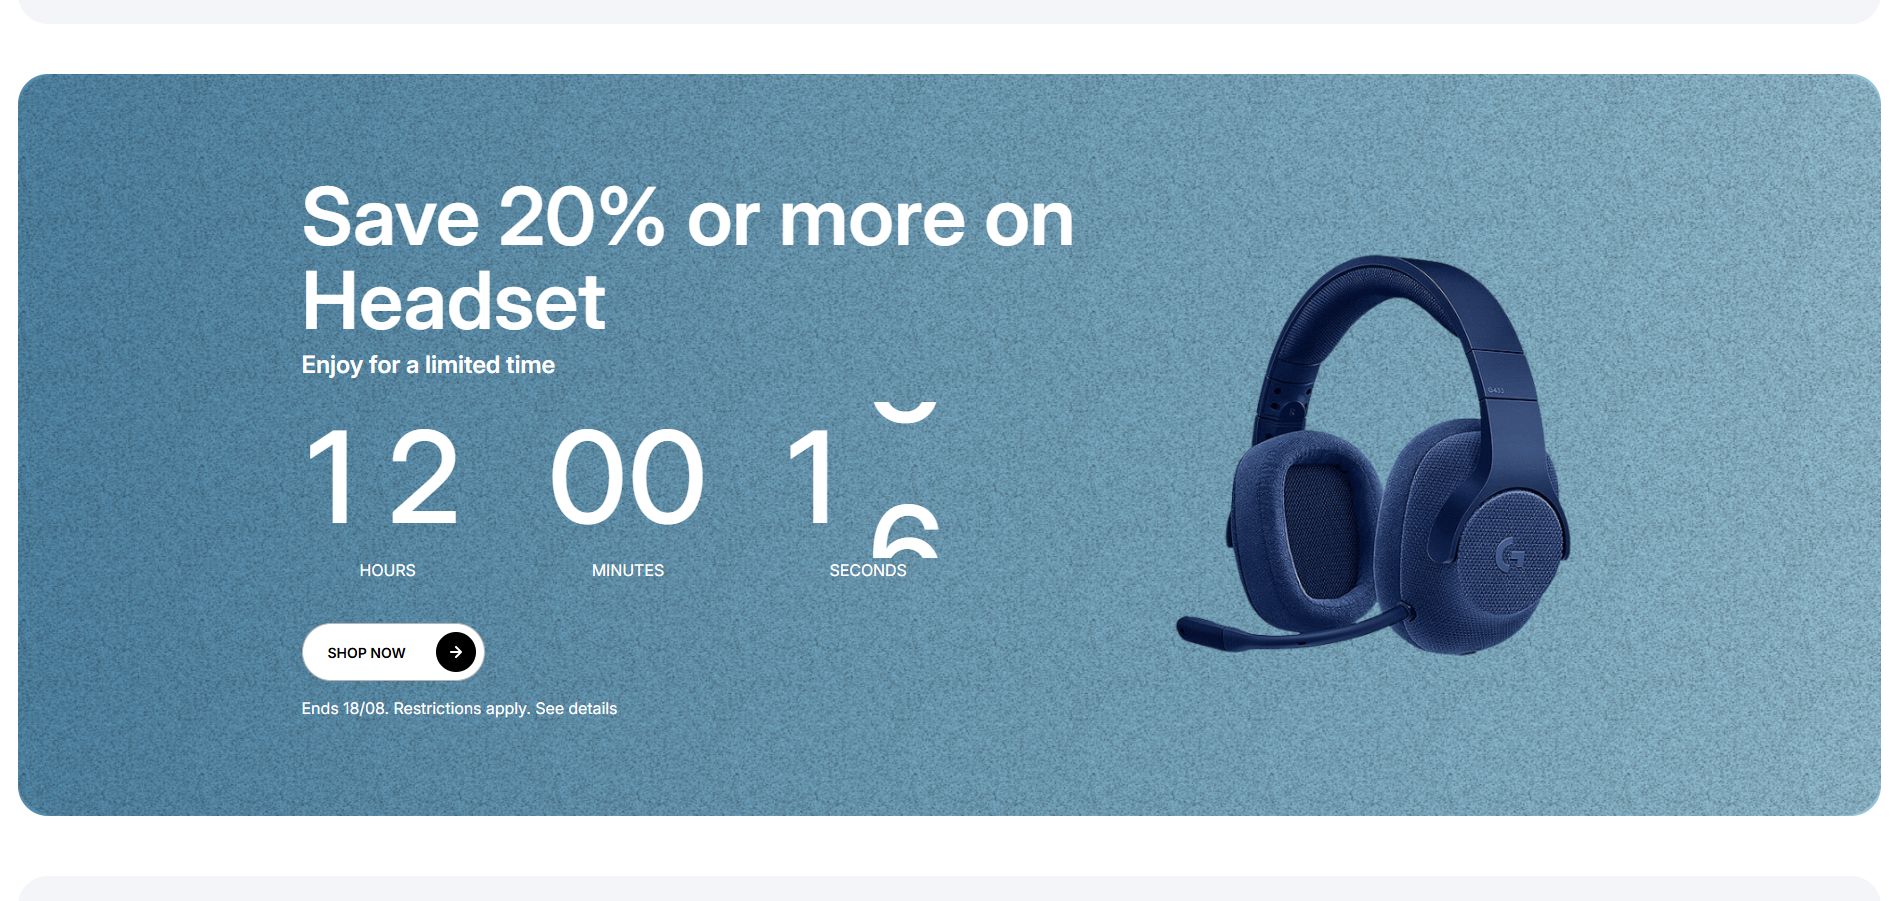 Save 20% or more on
Headset
Enjoy for a limited time
12 00 1
HOURS MINUTES SECONDS
SHOP NOW
Ends 18/08. Restrictions apply. See details
G433
G